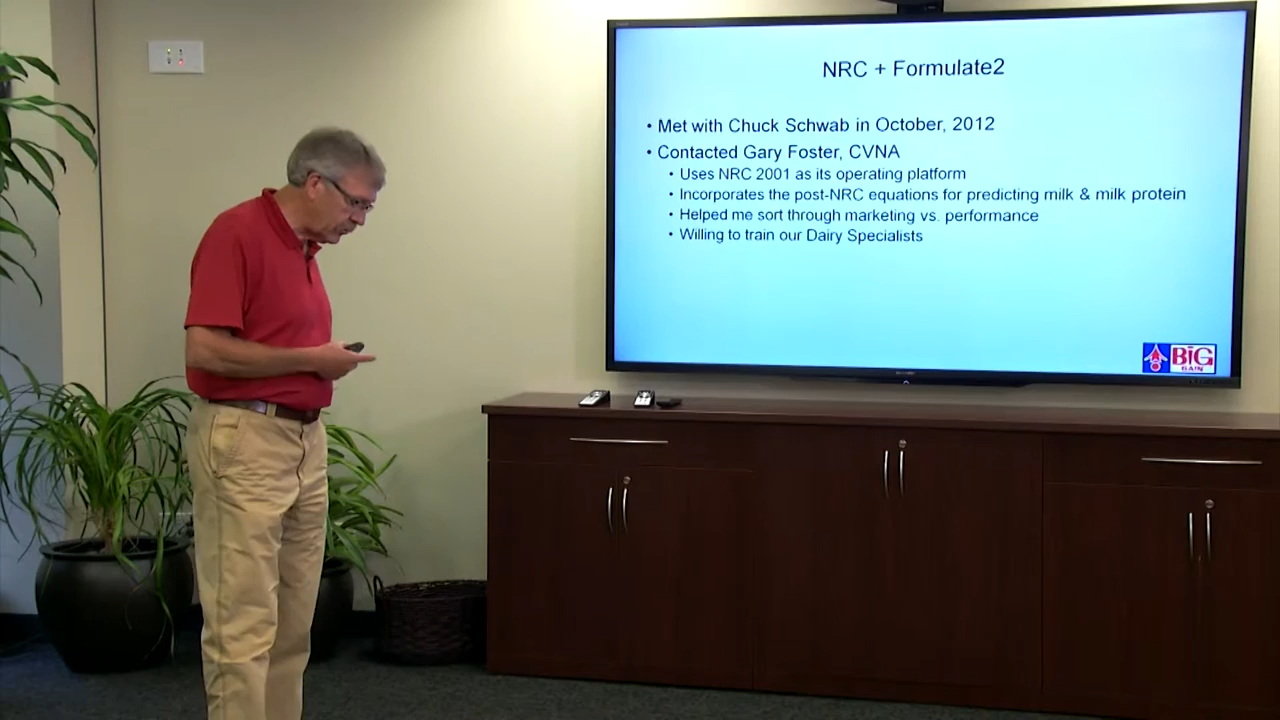 NRC + Formulate2
• Met with Chuck Schwab in October, 2012
• Contacted Gary Foster, CVNA
• Uses NRC 2001 as its operating platform
• Incorporates the post-NRC equations for predicting milk & milk protein
• Helped me sort through marketing vs. performance
• Willing to train our Dairy Specialists
BiG
GAIN